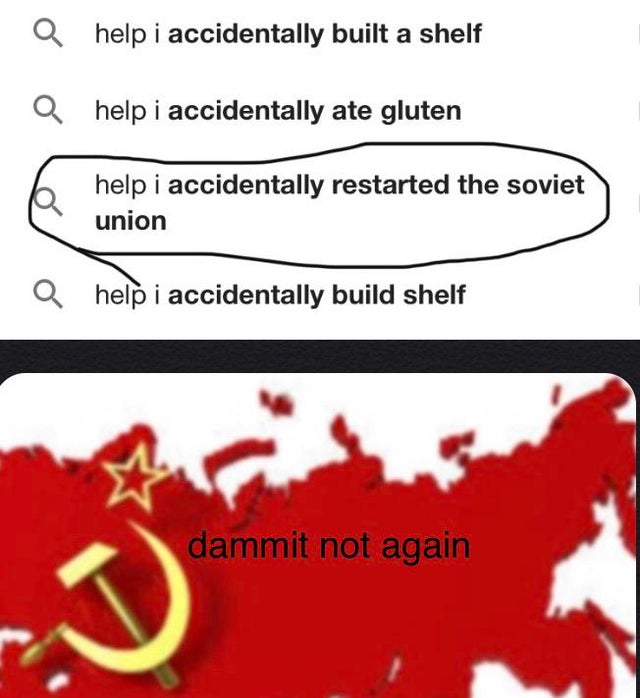 help i accidentally built a shelf
help i accidentally ate gluten
help i accidentally restarted the soviet
union
help i accidentally build shelf
dammit not again